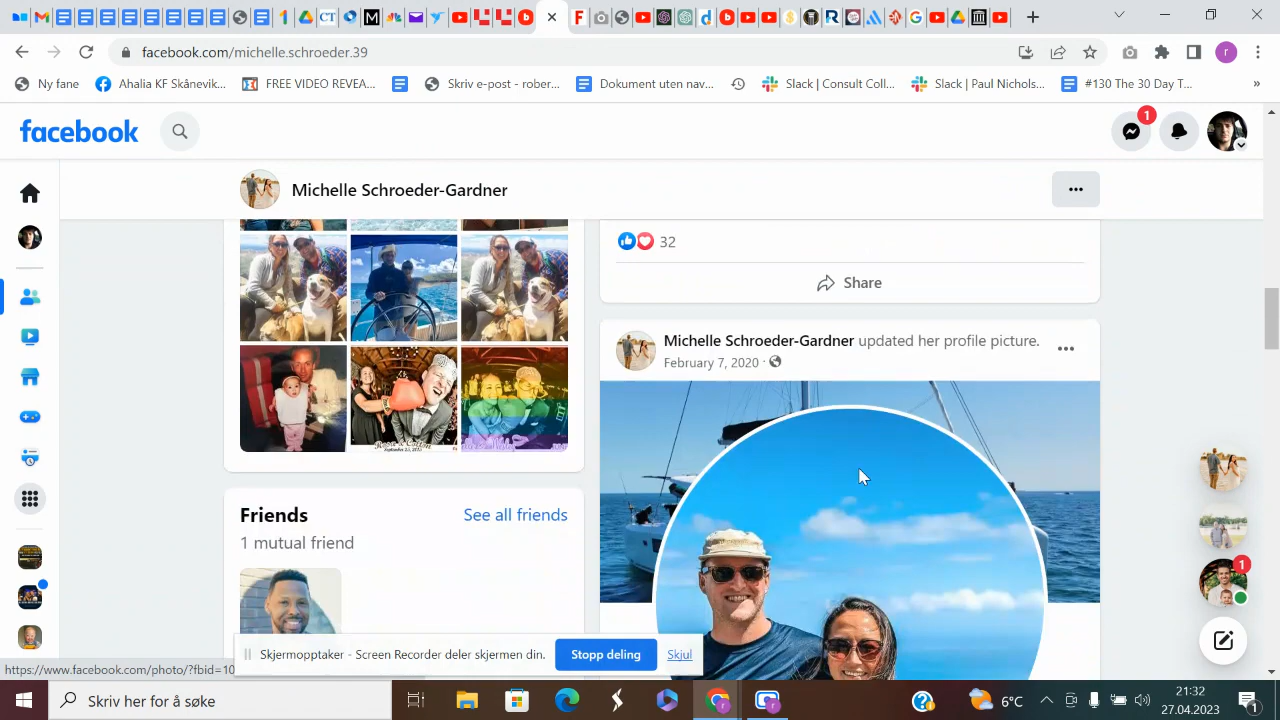 facebook.com/michelle.schroeder.39
Ny fane
Ahalia KF Skånevik...
FREE VIDEO REVEA...
Skriv e-post - rober...
Dokument uten nav...
Slack | Consult Coll...
Slack | Paul Nichols...
#130 The 30 Day T...
»
facebook
1
Michelle Schroeder-Gardner
...
32
Share
Michelle Schroeder-Gardner updated her profile picture.
February 7, 2020 ·
Friends
See all friends
1 mutual friend
1
Skjermopptaker - Screen Recorder deler skjermen din.
Stopp deling
Skjul
https://www.facebook.com/photo/?fbid=10
Skriv her for å søke
6°C
21:32
27.04.2023
1